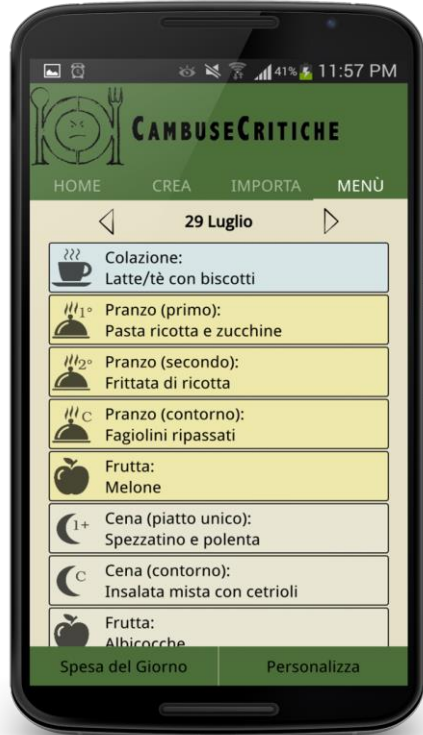 41% 11:57 PM
CAMBUSECRITICHE
HOME CREA IMPORTA MENÙ
29 Luglio
Colazione:
Latte/tè con biscotti
1° Pranzo (primo):
Pasta ricotta e zucchine
2° Pranzo (secondo):
Frittata di ricotta
C Pranzo (contorno):
Fagiolini ripassati
Frutta:
Melone
1+ Cena (piatto unico):
Spezzatino e polenta
C Cena (contorno):
Insalata mista con cetrioli
Frutta:
Albicocche
Spesa del Giorno Personalizza